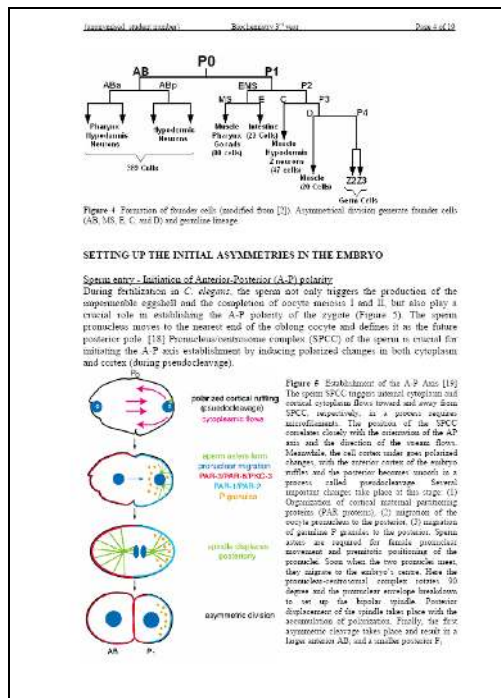 (anonymised, student number) Biochemistry 3rd year Page 4 of 10
P0
AB P1
ABa ABp EMS P2
MS E C P3
D P4
Pharynx Hypodermis Neurons
Hypodermis Neurons
Muscle Pharynx Gonads (80 cells)
Intestine (20 Cells)
Muscle Hypodermis 2 neurons (47 cells)
Muscle (20 Cells)
Z2 Z3
Germ Cells
389 Cells
Figure 4 Formation of founder cells (modified from [2]). Asymmetrical division generate founder cells
(AB, MS, E, C, and D) and germline lineage.
SETTING UP THE INITIAL ASYMMETRIES IN THE EMBRYO
Sperm entry - Initiation of Anterior-Posterior (A-P) polarity
During fertilization in C. elegans, the sperm not only triggers the production of the
impermeable eggshell and the completion of oocyte meiosis I and II, but also play a
crucial role in establishing the A-P polarity of the zygote (Figure 5). The sperm
pronucleus moves to the nearest end of the oblong oocyte and defines it as the future
posterior pole. [18] Pronucleus/centrosome complex (SPCC) of the sperm is crucial for
initiating the A-P axis establishment by inducing polarized changes in both cytoplasm
and cortex (during pseudocleavage).
P0
polarized cortical ruffling
(psuedocleavage)
cytoplasmic flows
sperm asters form
pronuclear migration
PAR-3/PAR-6/PKC-3
PAR-1/PAR-2
P granules
spindle displaces
posteriorly
asymmetric division
AB P1
Figure 5 Establishment of the A-P Axis [19]
The sperm SPCC triggers internal cytoplasm and
cortical cytoplasm flows toward and away from
SPCC, respectively, in a process requires
microfilaments. The position of the SPCC
correlates closely with the orientation of the AP
axis and the direction of the stream flows.
Meanwhile, the cell cortex under goes polarized
changes, with the anterior cortex of the embryo
ruffles and the posterior becomes smooth in a
process called pseudocleavage. Several
important changes take place at this stage: (1)
Organization of cortical maternal partitioning
proteins (PAR proteins), (2) migration of the
oocyte pronucleus to the posterior, (3) migration
of germline P granules to the posterior. Sperm
asters are required for female pronuclear
movement and premitotic positioning of the
pronuclei. Soon when the two pronuclei meet,
they migrate to the embryo's centre. Here the
pronuclear-centrosomal complex rotates 90
degree and the pronuclear envelope breakdown
to set up the bipolar spindle. Posterior
displacement of the spindle takes place with the
accumulation of polarization. Finally, the first
asymmetric cleavage takes place and result in a
larger anterior AB, and a smaller posterior P1